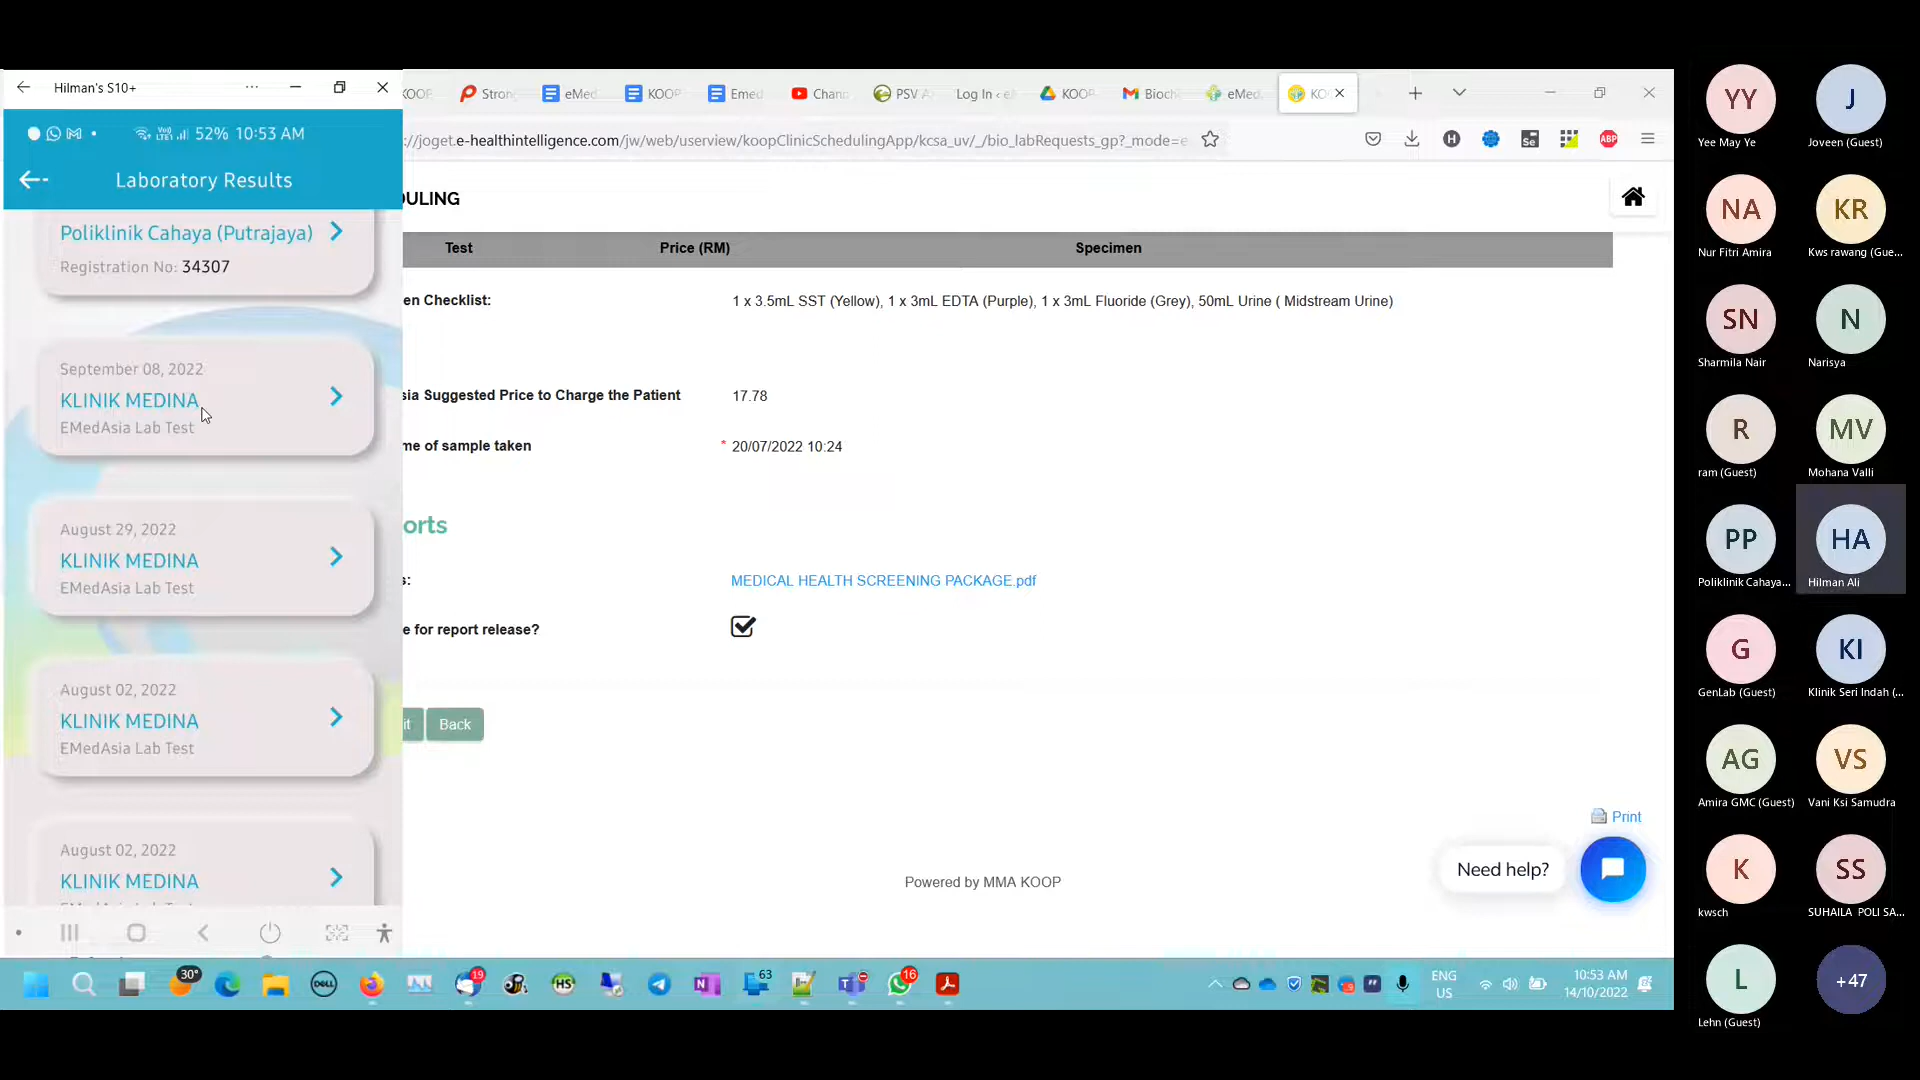 Hilman's S10+
KOOP
Strong
eMed
KOOP
Emed
Chann
PSV A
Log In ‹ e
KOOP
Bioch
eMed.
KO
52% 10:53 AM
://joget.e-healthintelligence.com/jw/web/userview/koopClinicSchedulingApp/kcsa_uv/_/bio_labRequests_gp?_mode=e
Laboratory Results
Poliklinik Cahaya (Putrajaya)
Registration No: 34307
September 08, 2022
KLINIK MEDINA
EMedAsia Lab Test
August 29, 2022
KLINIK MEDINA
EMedAsia Lab Test
August 02, 2022
KLINIK MEDINA
EMedAsia Lab Test
August 02, 2022
KLINIK MEDINA
DULING
Test Price (RM) Specimen
en Checklist: 1 x 3.5mL SST (Yellow), 1 x 3mL EDTA (Purple), 1 x 3mL Fluoride (Grey), 50mL Urine ( Midstream Urine)
sia Suggested Price to Charge the Patient 17.78
me of sample taken * 20/07/2022 10:24
orts
s: MEDICAL HEALTH SCREENING PACKAGE.pdf
e for report release?
it Back
Print
Need help?
Powered by MMA KOOP
30°
DELL
19
HS
63
16
ENG
US
10:53 AM
14/10/2022
YY J
Yee May Ye Joveen (Guest)
NA KR
Nur Fitri Amira Kws rawang (Gue...
SN N
Sharmila Nair Narisya
R MV
ram (Guest) Mohana Valli
PP HA
Poliklinik Cahaya... Hilman Ali
G KI
GenLab (Guest) Klinik Seri Indah (...
AG VS
Amira GMC (Guest) Vani Ksi Samudra
K SS
kwsch SUHAILA POLI SA...
L +47
Lehn (Guest)